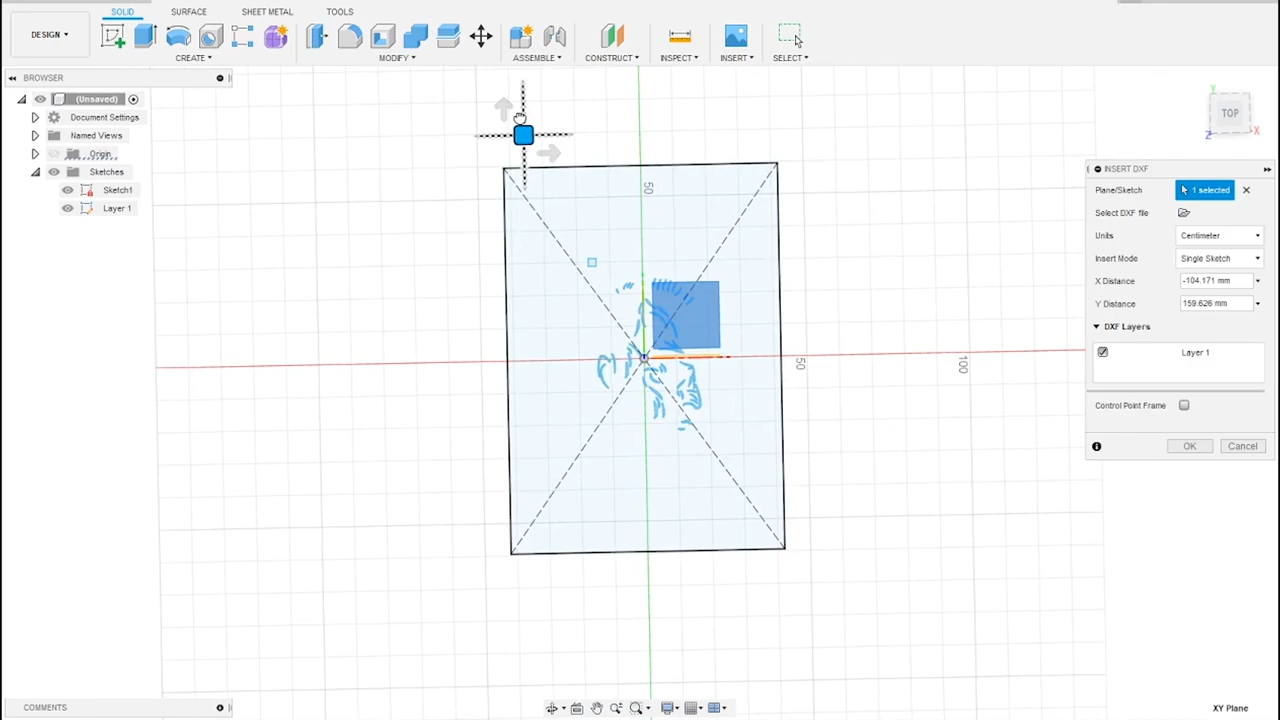 SOLID SURFACE SHEET METAL TOOLS
DESIGN
CREATE MODIFY ASSEMBLE CONSTRUCT INSPECT INSERT SELECT
BROWSER
(Unsaved)
Document Settings
Named Views
Origin
Sketches
Sketch1
Layer 1
50
50
100
TOP
Y
Z
X
INSERT DXF
Plane/Sketch 1 selected
Select DXF file
Units Centimeter
Insert Mode Single Sketch
X Distance -104.171 mm
Y Distance 159.626 mm
DXF Layers
Layer 1
Control Point Frame
OK Cancel
COMMENTS
XY Plane